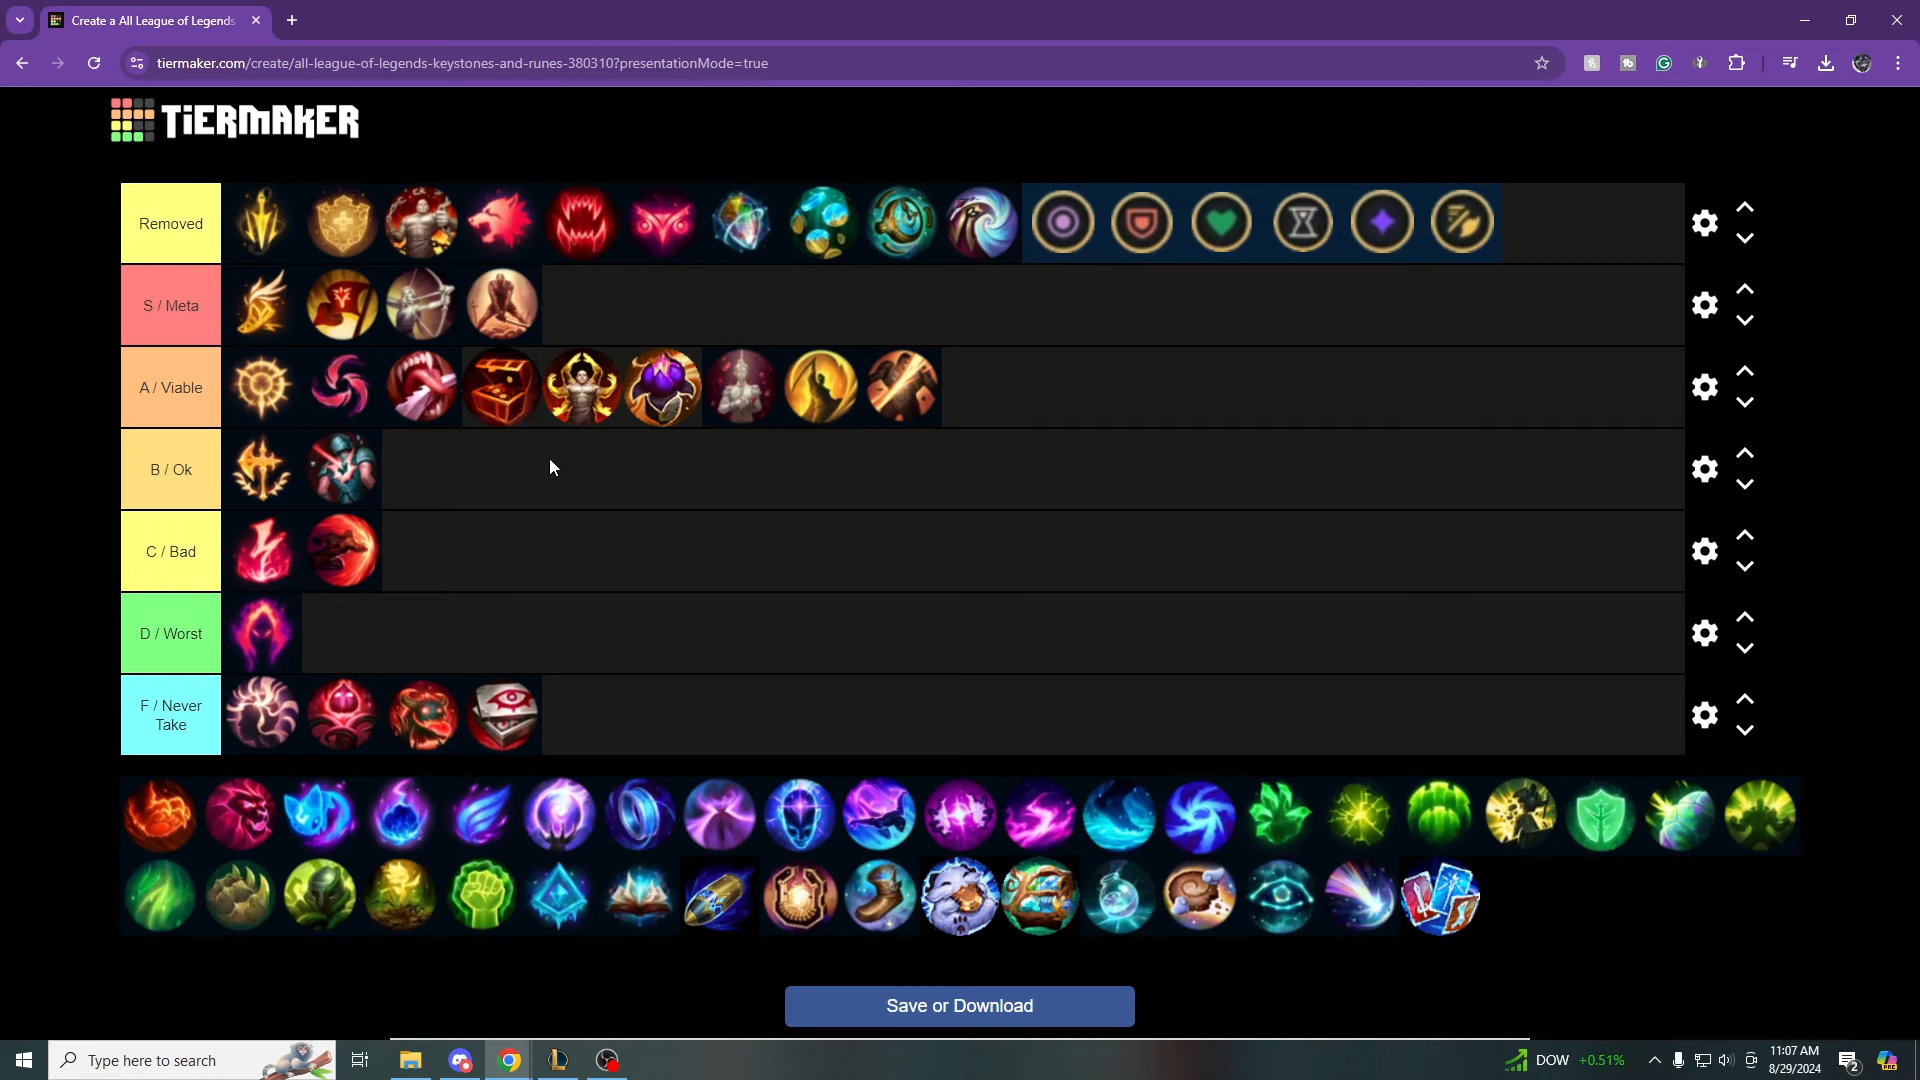 Create a All League of Legends
tiermaker.com/create/all-league-of-legends-keystones-and-runes-380310?presentationMode=true
TiERMAKER
Removed
S / Meta
A / Viable
B / Ok
C / Bad
D / Worst
F / Never
Take
Save or Download
Type here to search
DOW +0.51%
11:07 AM
8/29/2024
2